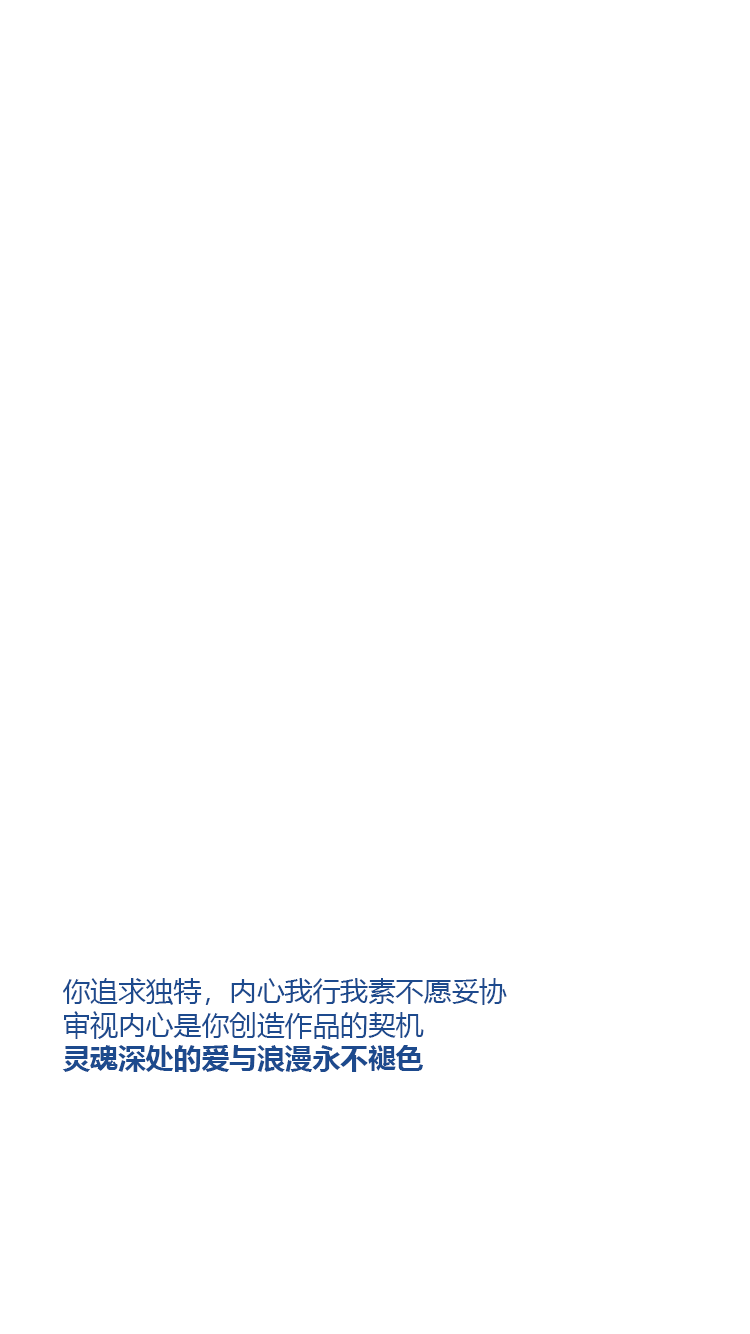 你追求独特，内心我行我素不愿妥协
审视内心是你创造作品的契机
灵魂深处的爱与浪漫永不褪色